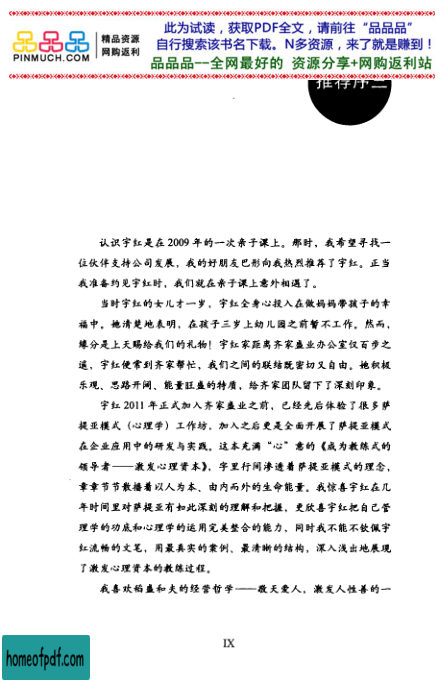 品品品
PINMUCH.COM
精品资源
网购返利
此为试读，获取PDF全文，请前往“品品品”
自行搜索该书名下载。N多资源，来了就是赚到！
品品品--全网最好的 资源分享+网购返利站
推荐序二
认识宇红是在 2009 年的一次亲子课上。那时，我希望寻找一
位伙伴支持公司发展，我的好朋友巴彤向我热烈推荐了宇红。正当
我准备约见宇红时，我们就在亲子课上意外相遇了。
当时宇红的女儿才一岁，宇红全身心投入在做妈妈带孩子的幸
福中。她清楚地表明，在孩子三岁上幼儿园之前暂不工作。然而，
缘分是上天赐给我们的礼物！宇红家距离齐家盛业办公室仅百步之
遥，宇红便常到齐家帮忙，我们之间的联结既密切又自由。她积极
乐观、思路开阔、能量旺盛的特质，给齐家团队留下了深刻印象。
宇红 2011 年正式加入齐家盛业之前，已经先后体验了很多萨
提亚模式（心理学）工作坊，加入之后更是全面开展了萨提亚模式
在企业应用中的研发与实践。这本充满“心”意的《成为教练式的
领导者——激发心理资本》，字里行间渗透着萨提亚模式的理念，
章章节节散播着以人为本、由内而外的生命能量。我惊喜宇红在几
年时间里对萨提亚有如此深刻的理解和把握，更欣喜宇红把自己管
理学的功底和心理学的运用完美整合的能力，同时我不能不钦佩宇
红流畅的文笔，用最真实的案例、最清晰的结构，深入浅出地展现
了激发心理资本的教练过程。
我喜欢稻盛和夫的经营哲学——敬天爱人，激发人性善的一
IX
homeofpdf.com